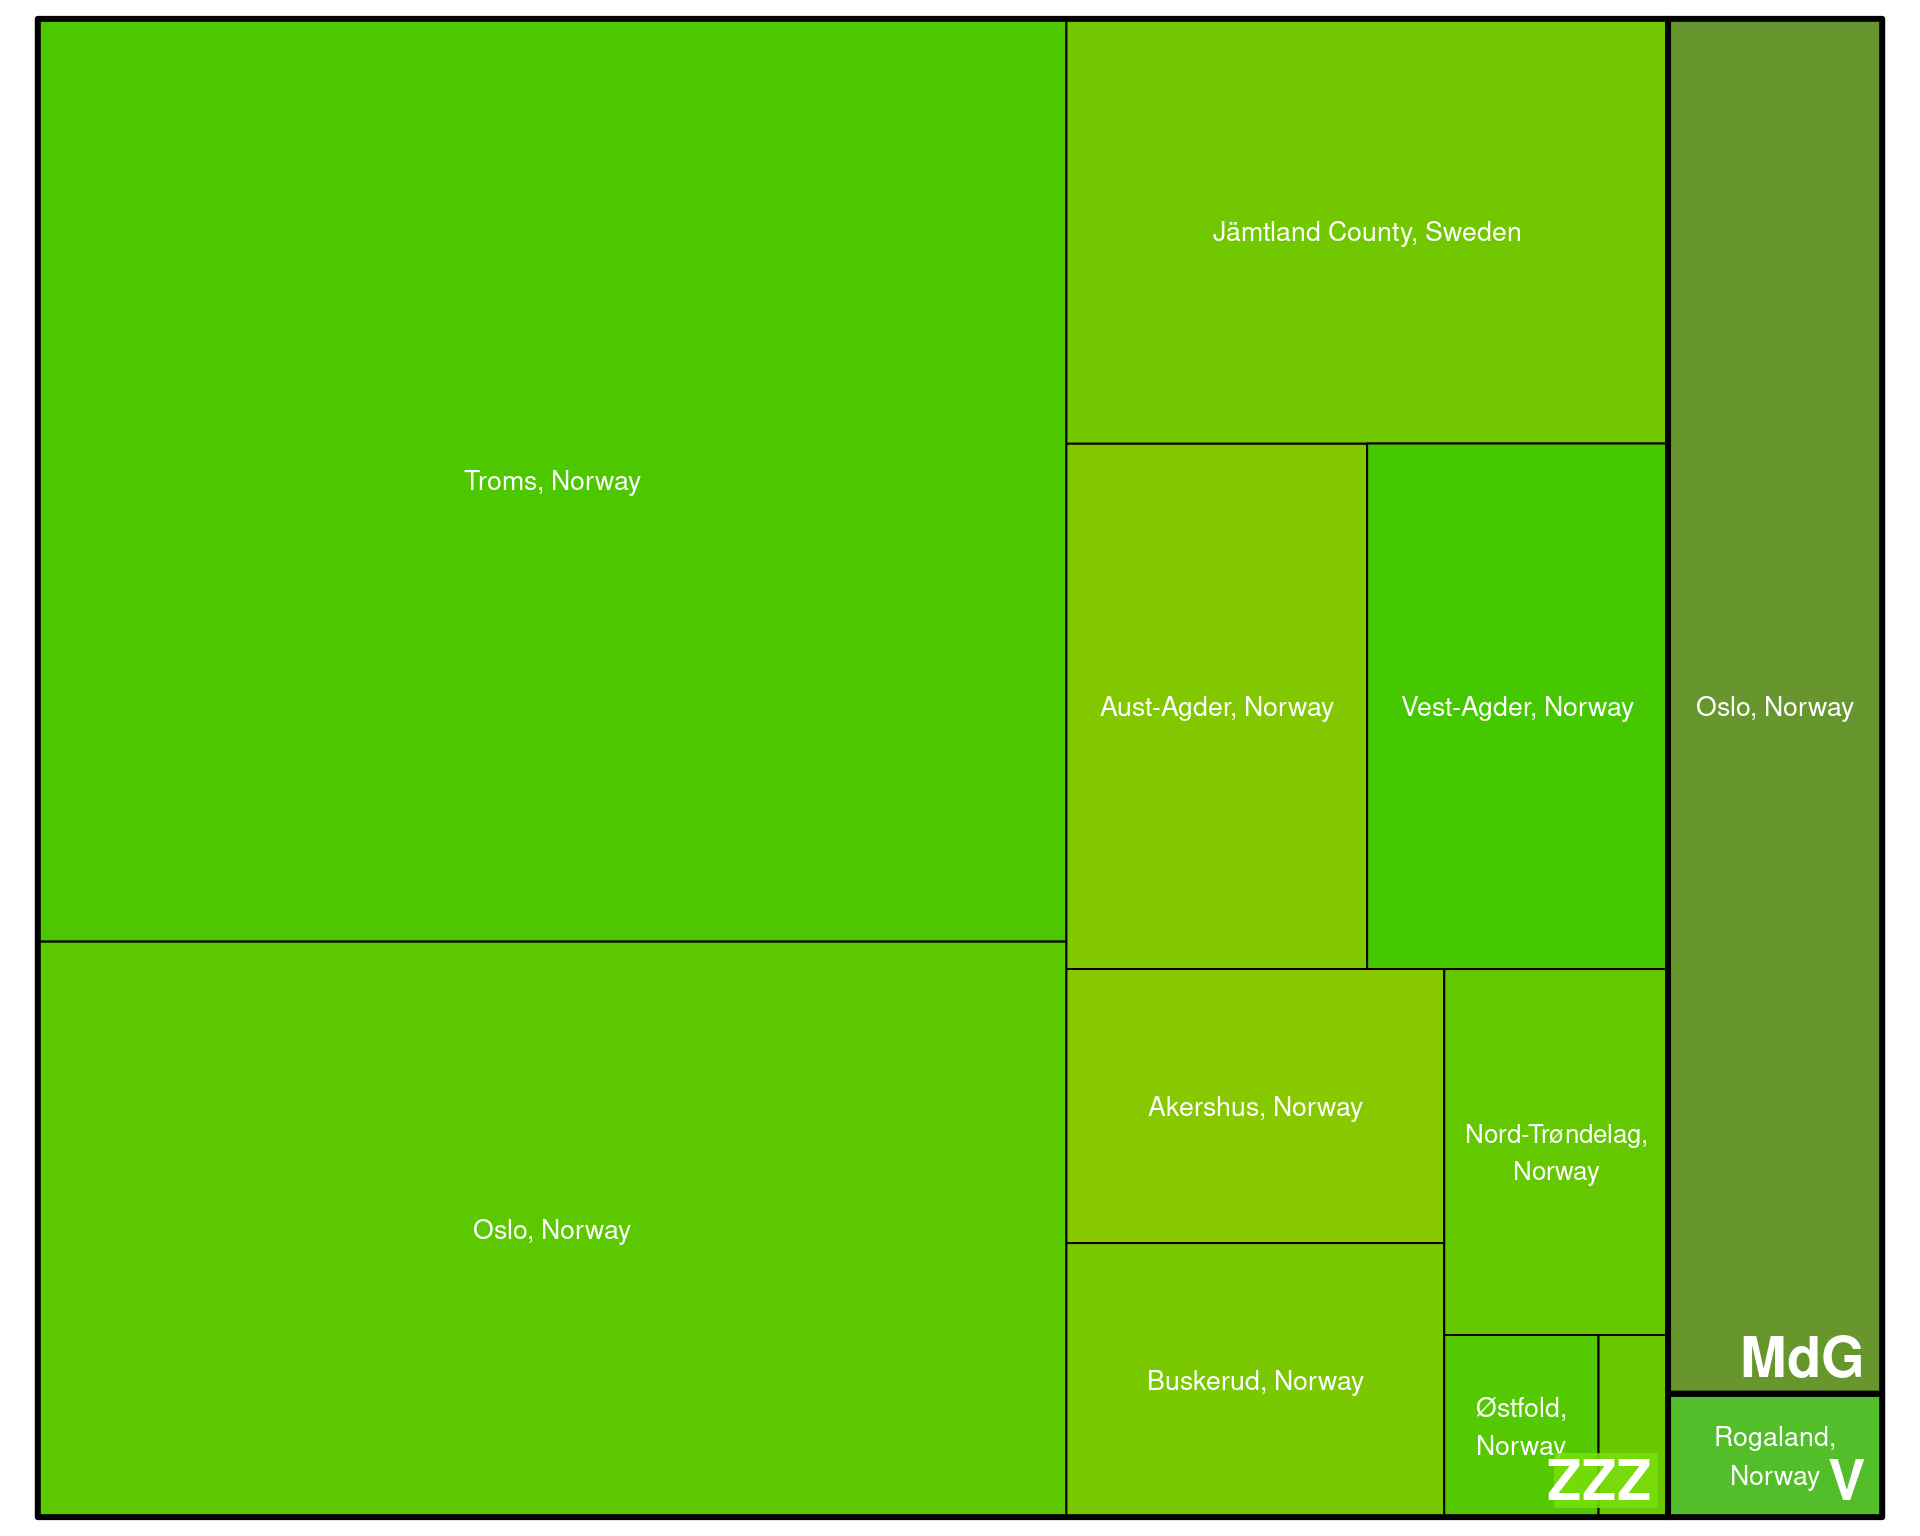 Troms, Norway
Oslo, Norway
Jämtland County, Sweden
Aust-Agder, Norway
Vest-Agder, Norway
Akershus, Norway
Buskerud, Norway
Nord-Trøndelag,
Norway
Østfold,
Norway
ZZZ
Oslo, Norway
MdG
Rogaland,
Norway
V